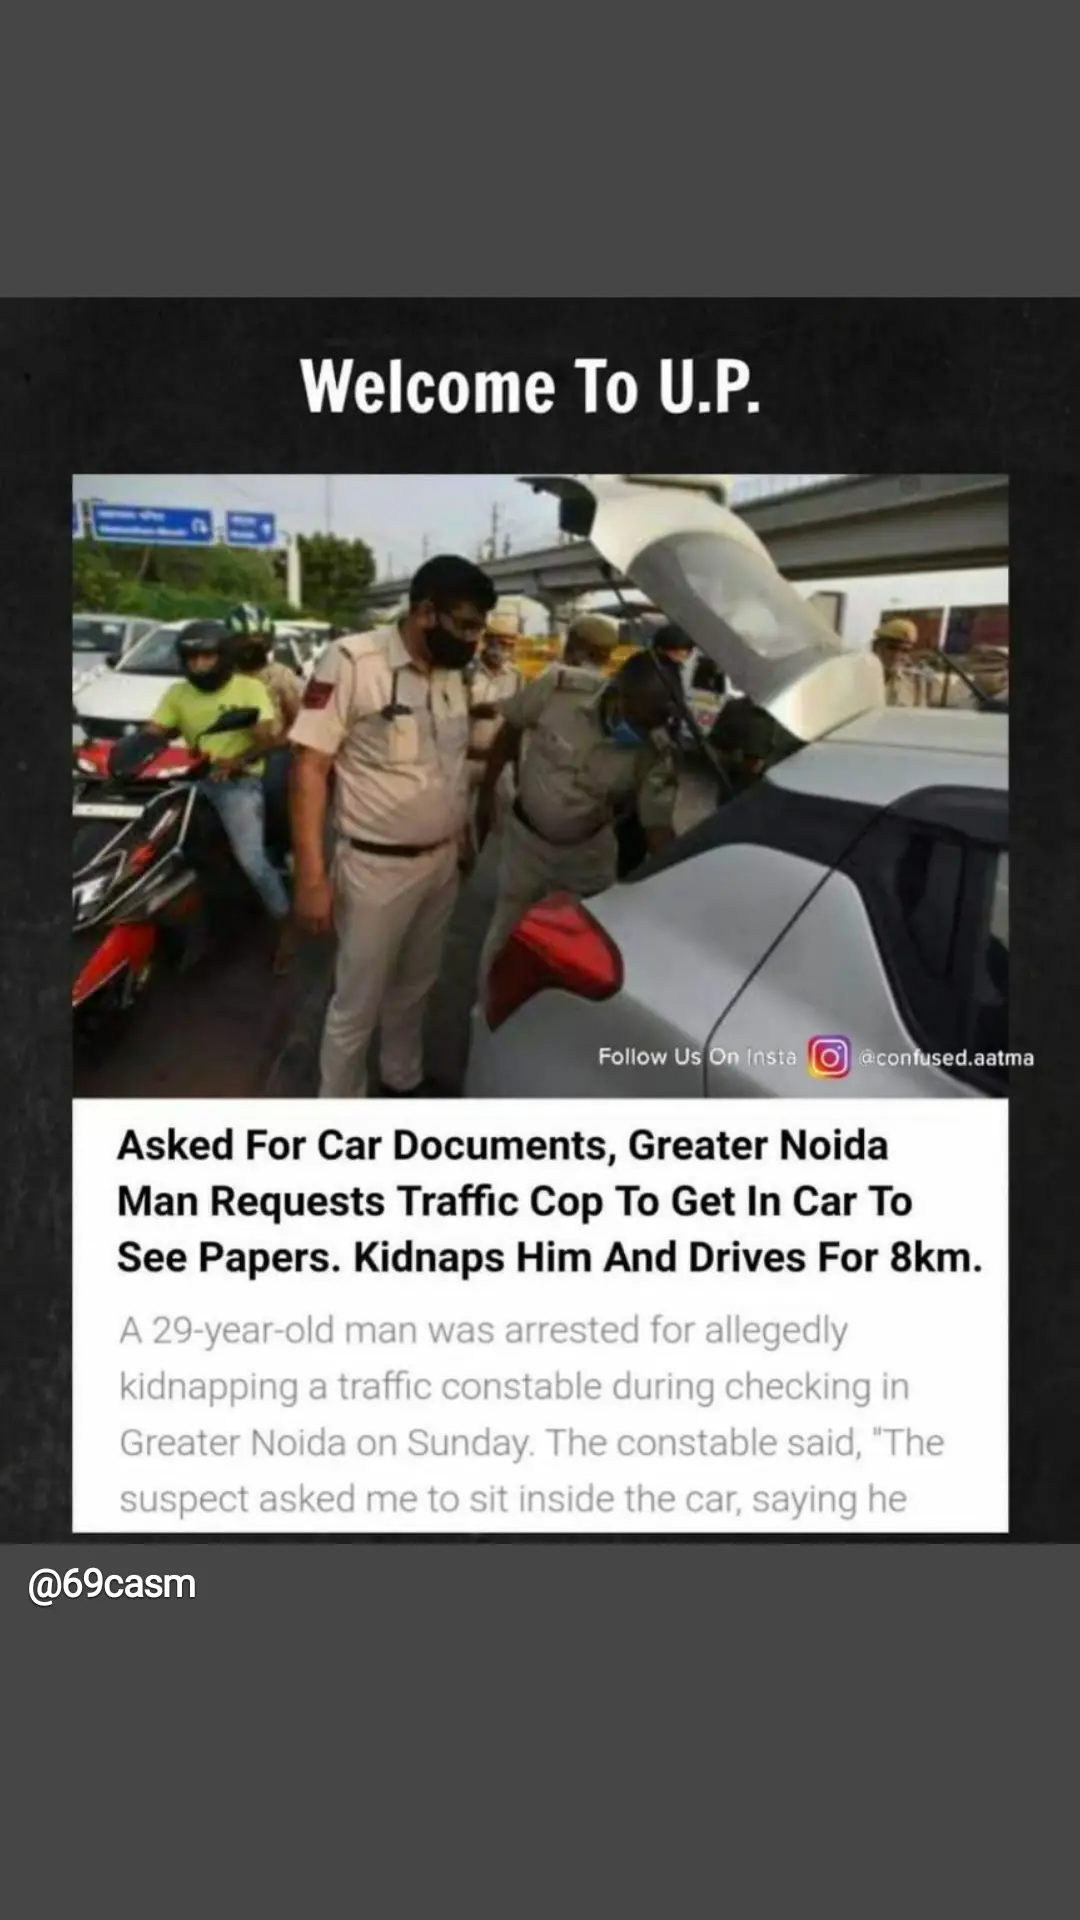 Welcome To U.P.
Follow Us On Insta @confused.aatma
Asked For Car Documents, Greater Noida
Man Requests Traffic Cop To Get In Car To
See Papers. Kidnaps Him And Drives For 8km.
A 29-year-old man was arrested for allegedly
kidnapping a traffic constable during checking in
Greater Noida on Sunday. The constable said, "The
suspect asked me to sit inside the car, saying he
@69casm